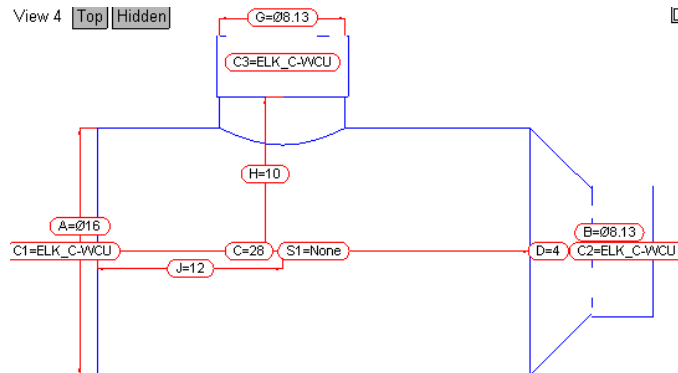 View 4 Top Hidden
G=Ø8.13
C3=ELK_C-WCU
H=10
A=Ø16
B=Ø8.13
C1=ELK_C-WCU C=28 S1=None D=4 C2=ELK_C-WCU
J=12